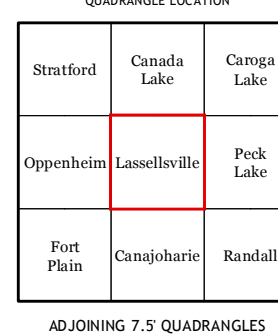 QUADRANGLE LOCATION
Stratford
Canada
Lake
Caroga
Lake
Oppenheim
Lassellsville
Peck
Lake
Fort
Plain
Canajoharie
Randall
ADJOINING 7.5' QUADRANGLES